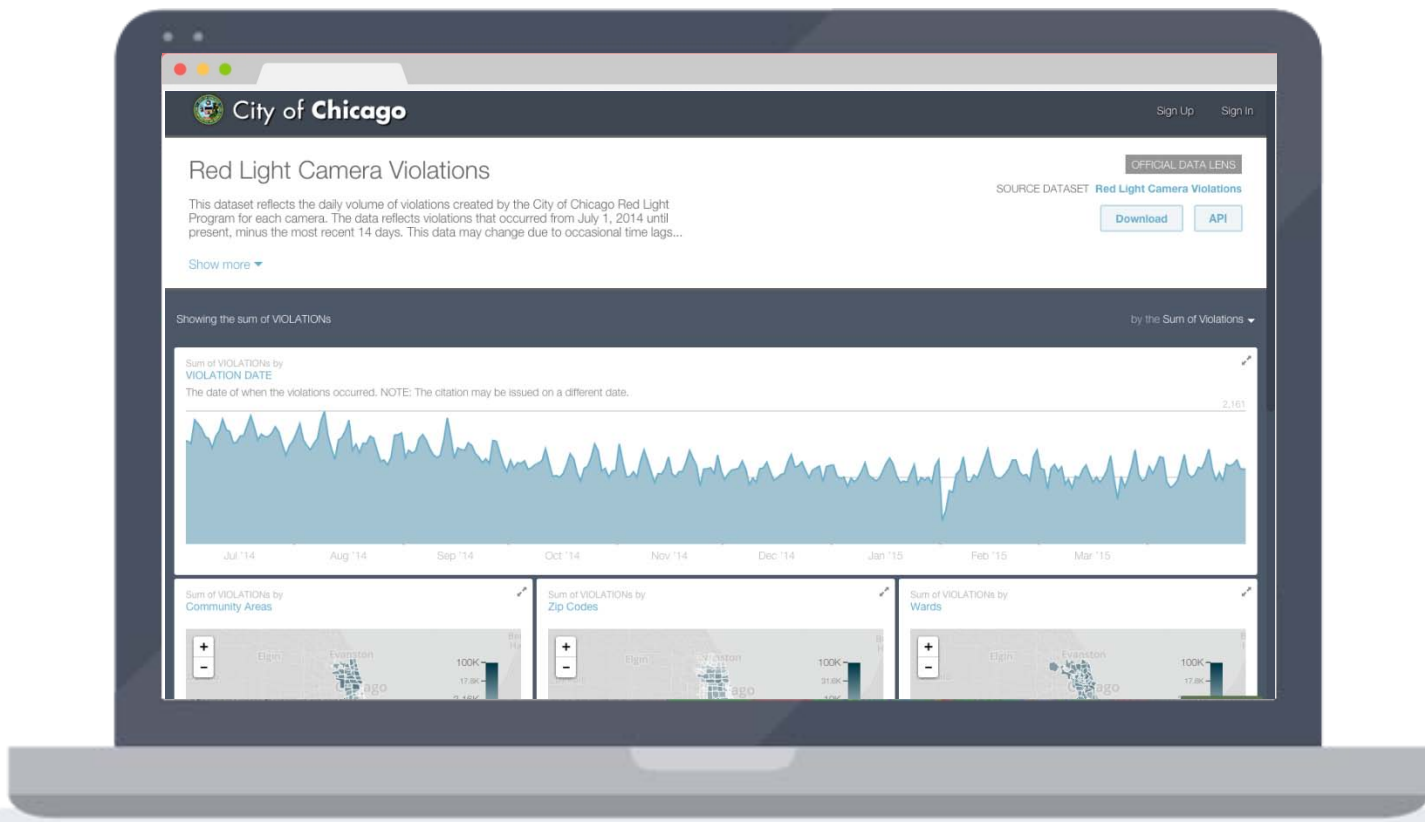 City of Chicago
Sign Up Sign In
Red Light Camera Violations
This dataset reflects the daily volume of violations created by the City of Chicago Red Light
Program for each camera. The data reflects violations that occurred from July 1, 2014 until
present, minus the most recent 14 days. This data may change due to occasional time lags...
Show more
OFFICIAL DATA LENS
SOURCE DATASET Red Light Camera Violations
Download API
Showing the sum of VIOLATIONs
by the Sum of Violations
Sum of VIOLATIONs by
VIOLATION DATE
The date of when the violations occurred. NOTE: The citation may be issued on a different date.
2,161
Jul '14 Aug '14 Sep '14 Oct '14 Nov '14 Dec '14 Jan '15 Feb '15 Mar '15
Sum of VIOLATIONs by
Community Areas
+
-
Elgin Evanston
100K
17.8K
Sum of VIOLATIONs by
Zip Codes
+
-
Elgin Evanston
100K
31.6K
10K
Sum of VIOLATIONs by
Wards
+
-
Elgin Evanston
100K
17.8K